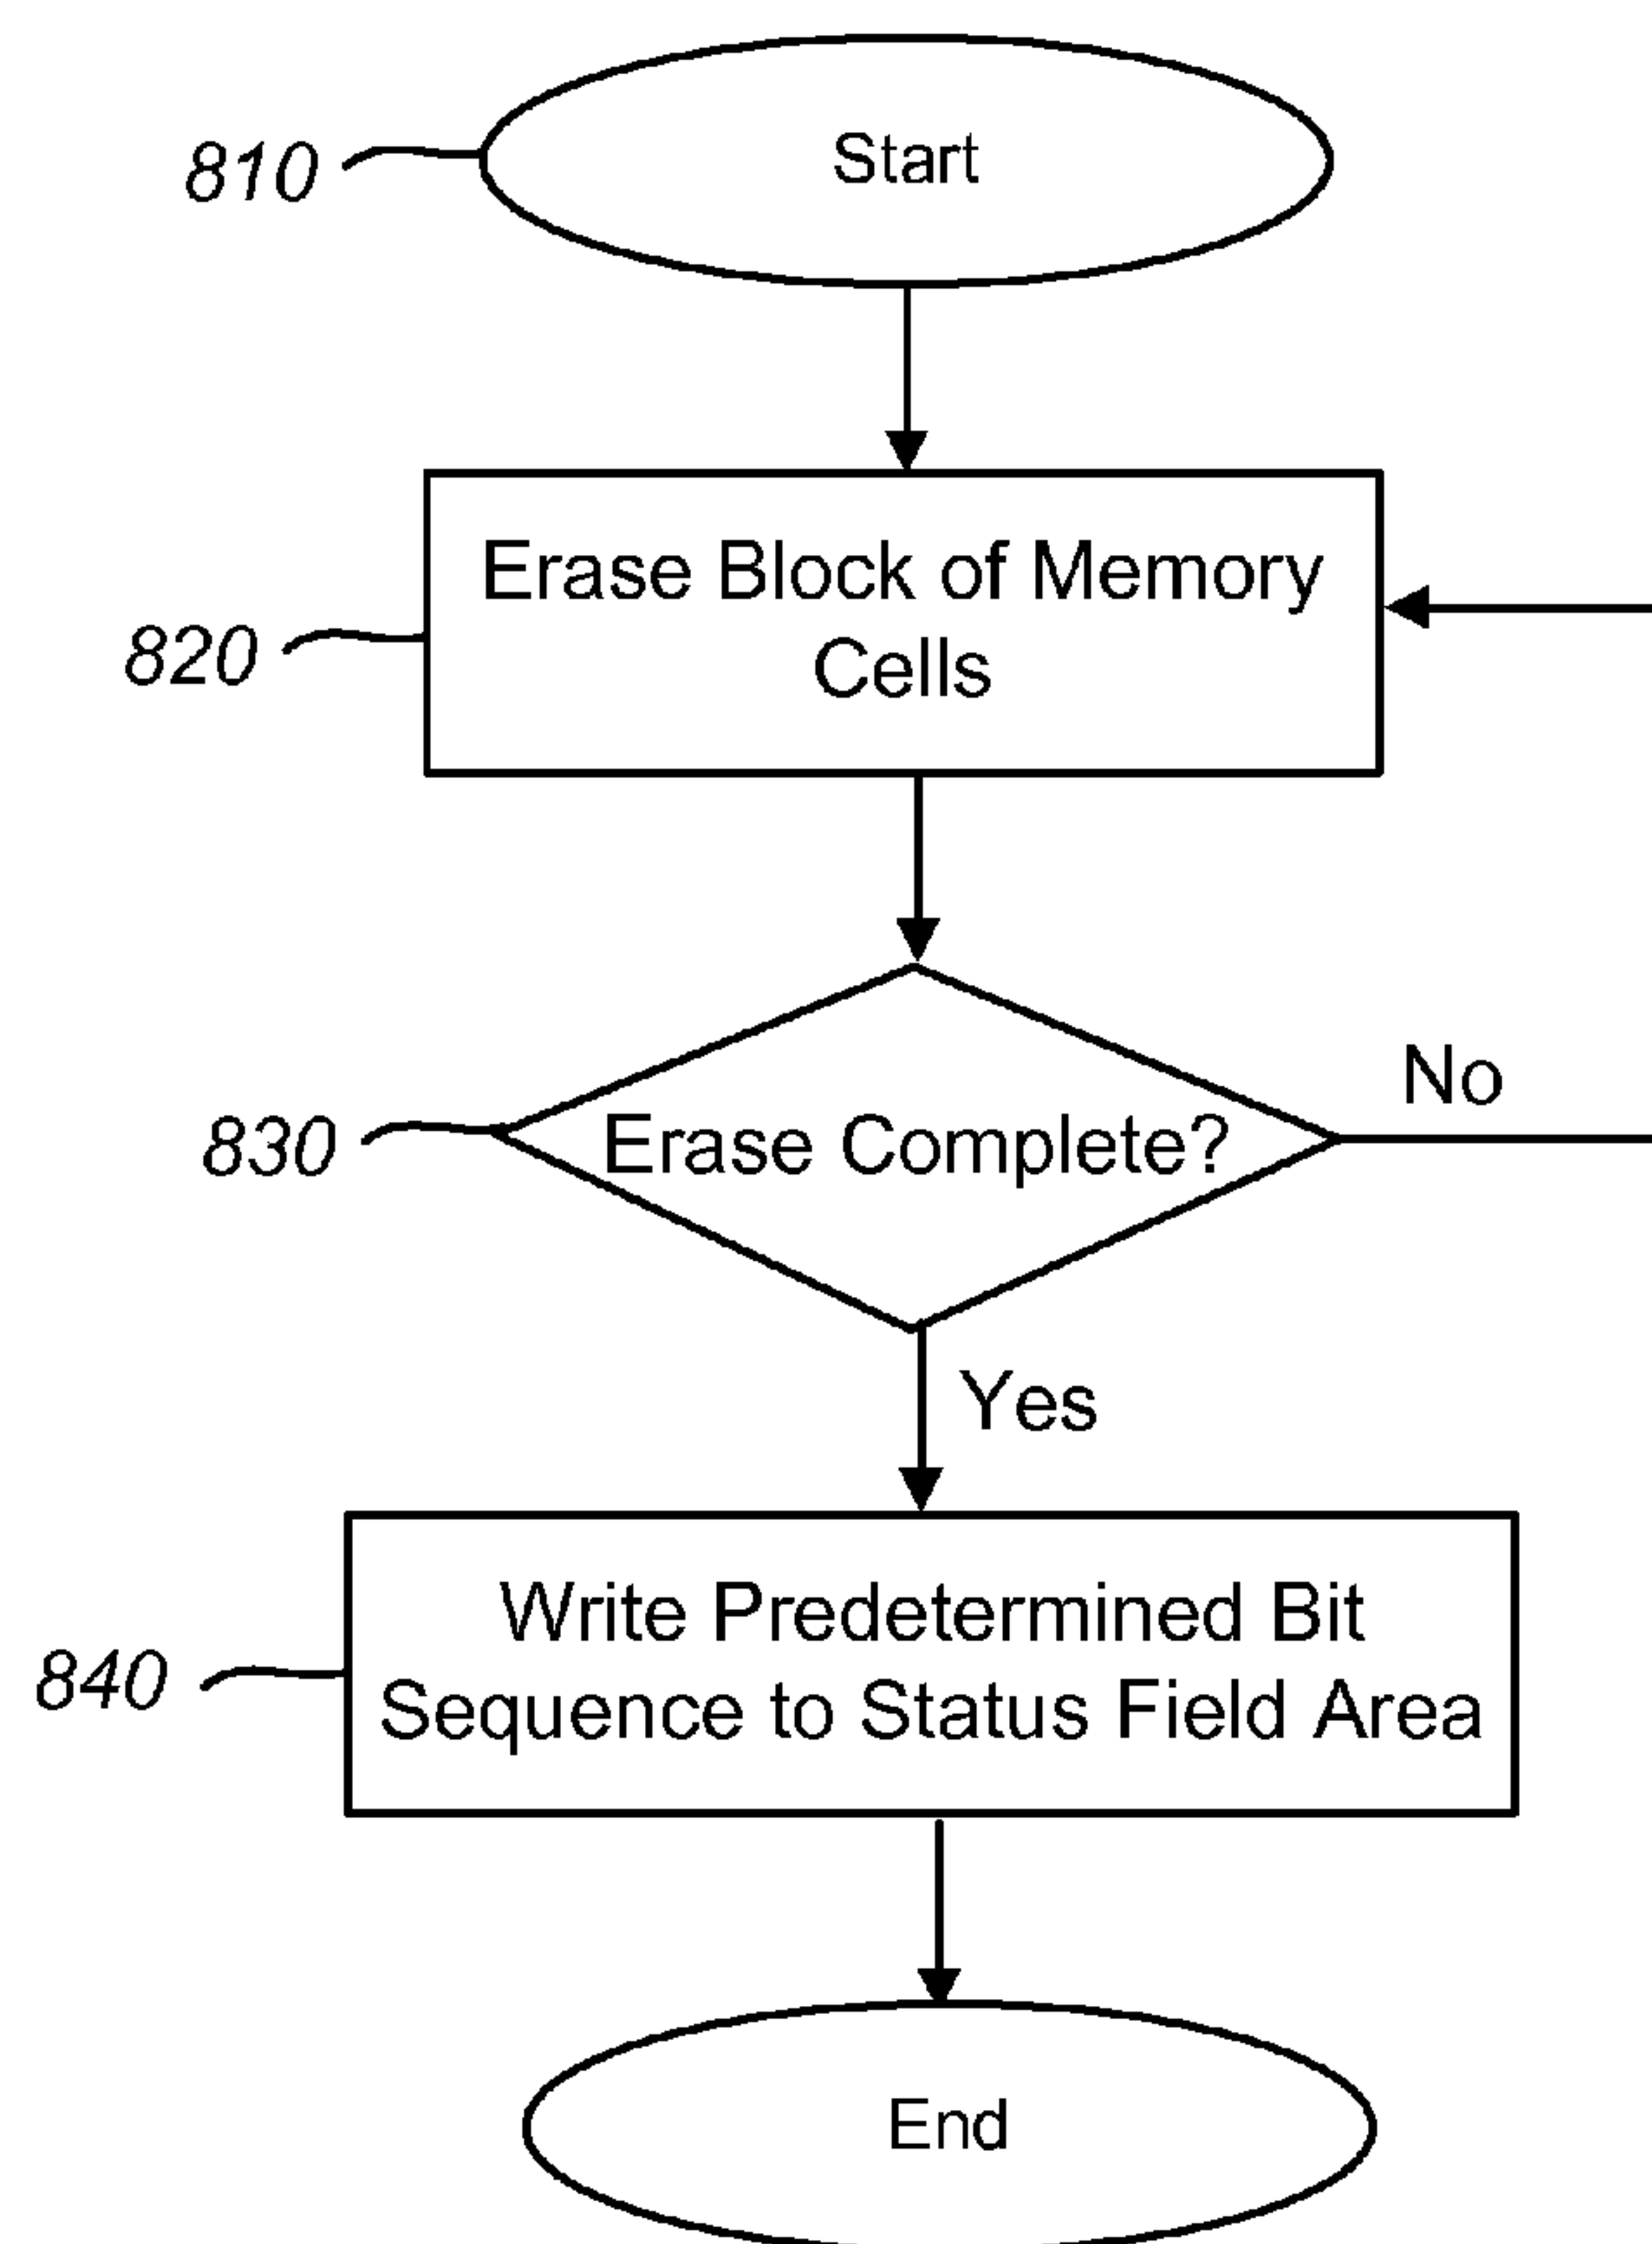 810
Start
Erase Block of Memory
Cells
820
No
830
Erase Complete?
Yes
Write Predetermined Bit
Sequence to Status Field Area
840
End